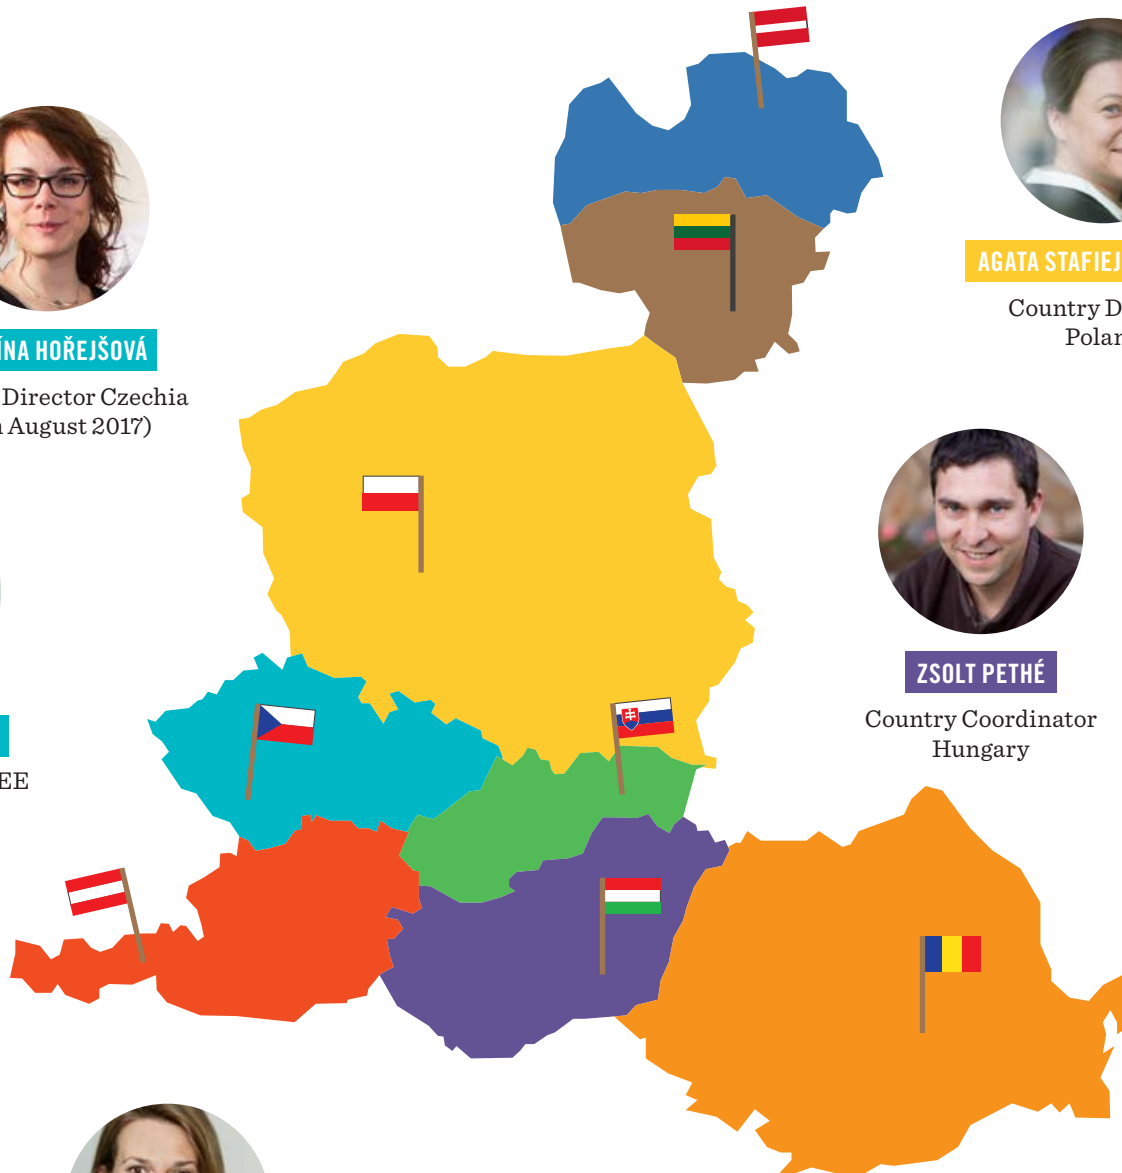 ÍNA HOŘEJŠOVÁ
Director Czechia
August 2017)
EE
AGATA STAFIEJ
Country D
Polan
ZSOLT PETHÉ
Country Coordinator
Hungary